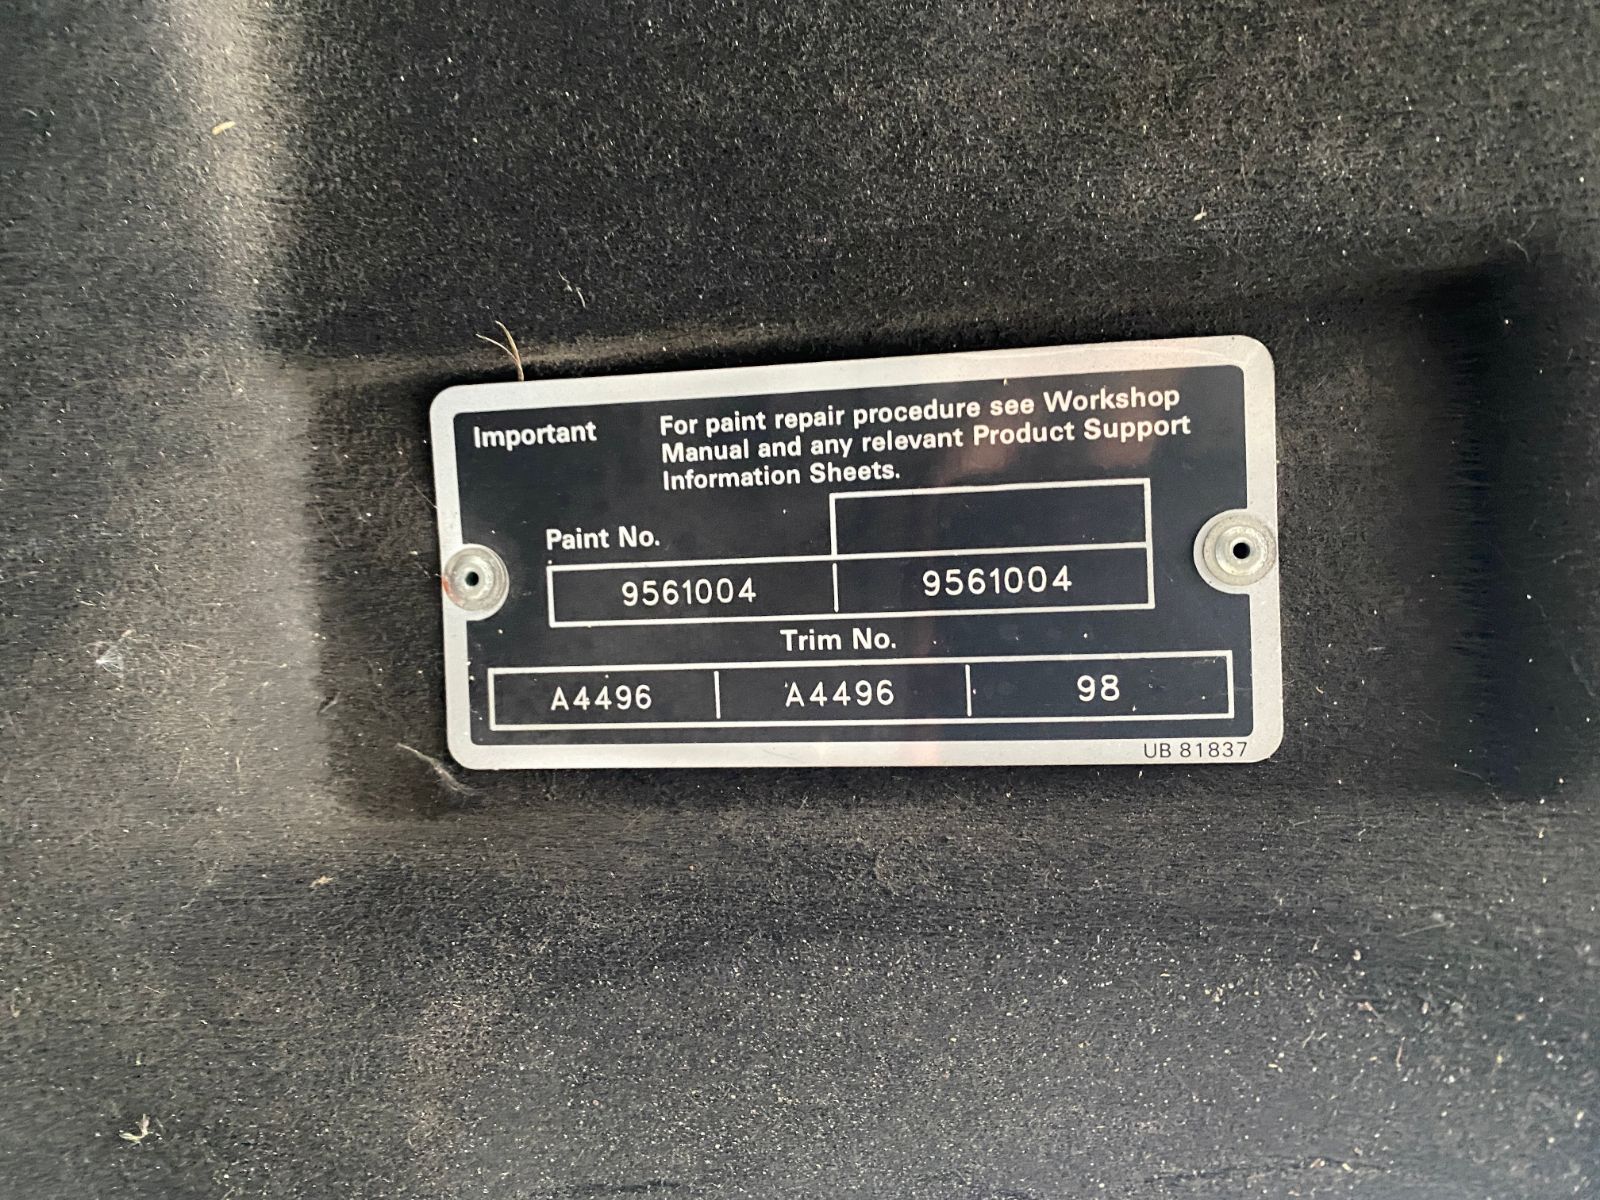 Important
For paint repair procedure see Workshop
Manual and any relevant Product Support
Information Sheets.
Paint No.
9561004 9561004
Trim No.
A4496 A4496 98
UB 81837